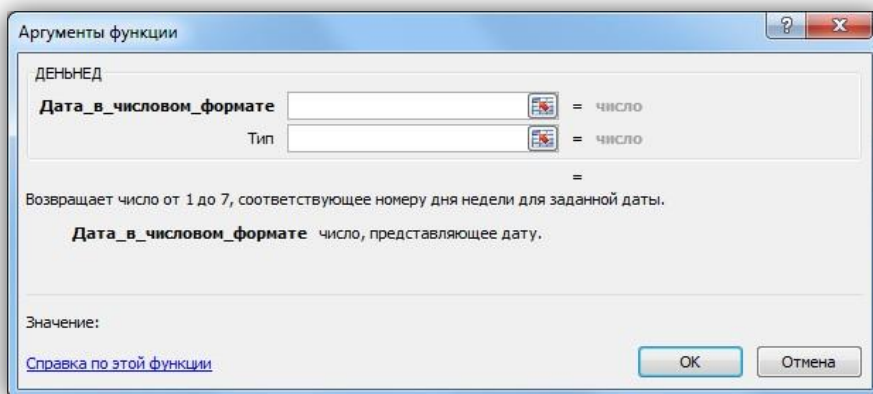 Аргументы функции
ДЕНЬНЕД
Дата_в_числовом_формате = число
Тип = число
=
Возвращает число от 1 до 7, соответствующее номеру дня недели для заданной даты.
Дата_в_числовом_формате число, представляющее дату.
Значение:
Справка по этой функции
ОК Отмена